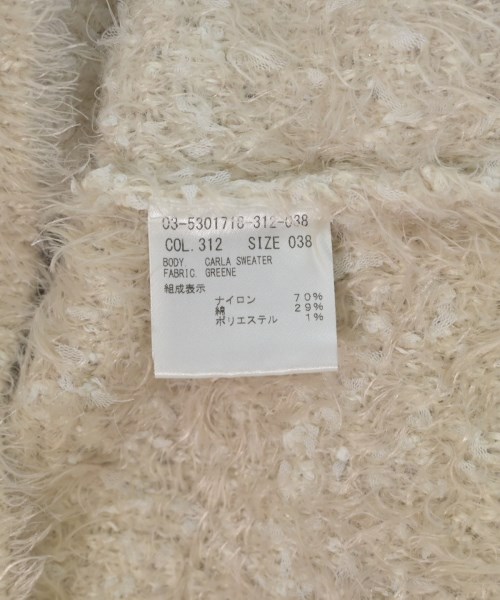 03-5301716-312-038
COL.312 SIZE 038
BODY CARLA SWEATER
FABRIC GREENE
組成表示
ナイロン 70%
綿 29%
ポリエステル 1%